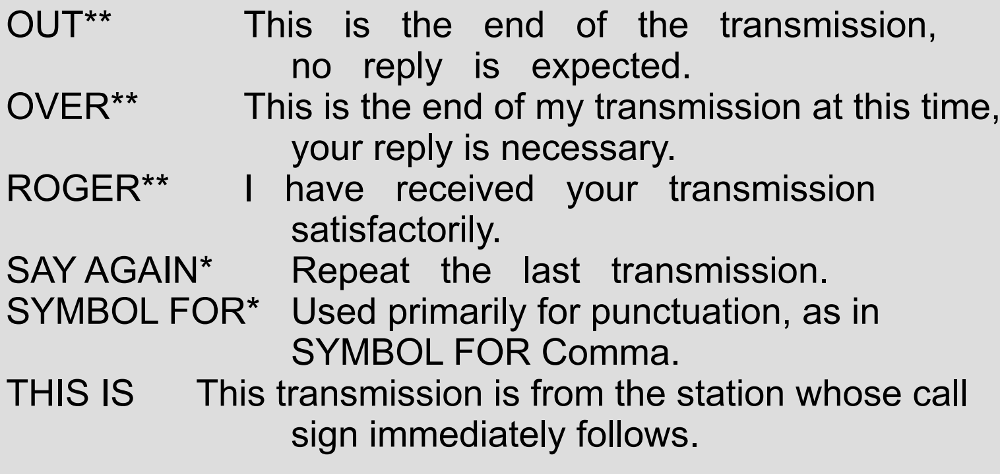 OUT** This is the end of the transmission,
no reply is expected.
OVER** This is the end of my transmission at this time,
your reply is necessary.
ROGER** I have received your transmission
satisfactorily.
SAY AGAIN* Repeat the last transmission.
SYMBOL FOR* Used primarily for punctuation, as in
SYMBOL FOR Comma.
THIS IS This transmission is from the station whose call
sign immediately follows.